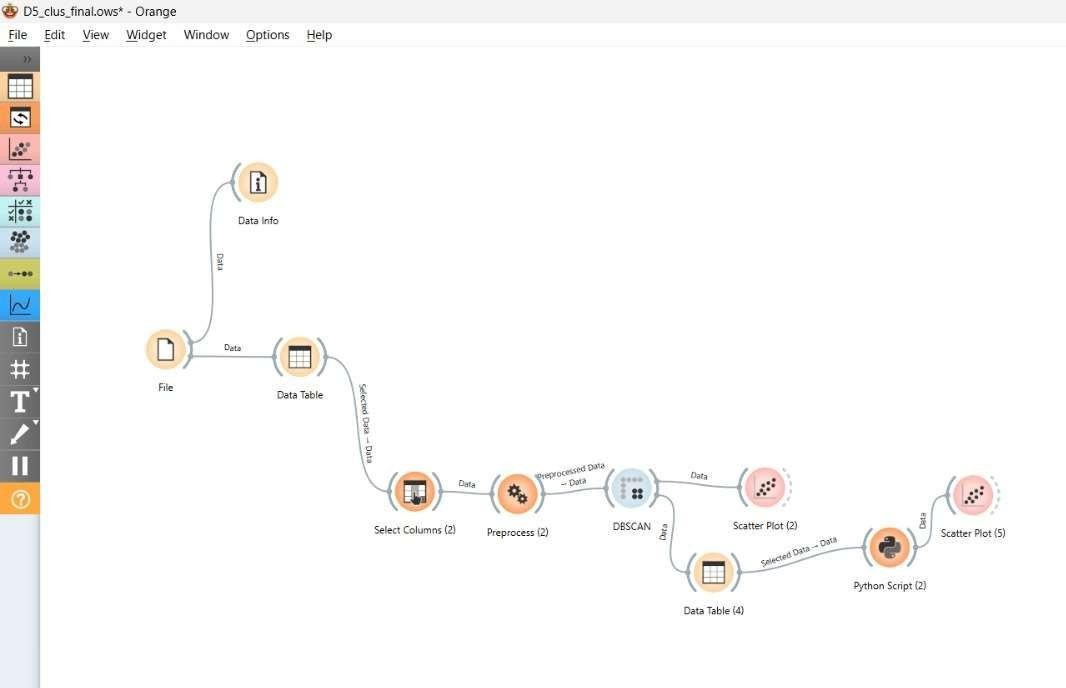 D5_clus_final.ows* - Orange
File Edit View Widget Window Options Help
Data Info
Data
File
Data
Data Table
Selected Data → Data
Select Columns (2)
Data
Preprocess (2)
Preprocessed Data
→ Data
DBSCAN
Data
Scatter Plot (2)
Data
Data Table (4)
Selected Data → Data
Python Script (2)
Data
Scatter Plot (5)